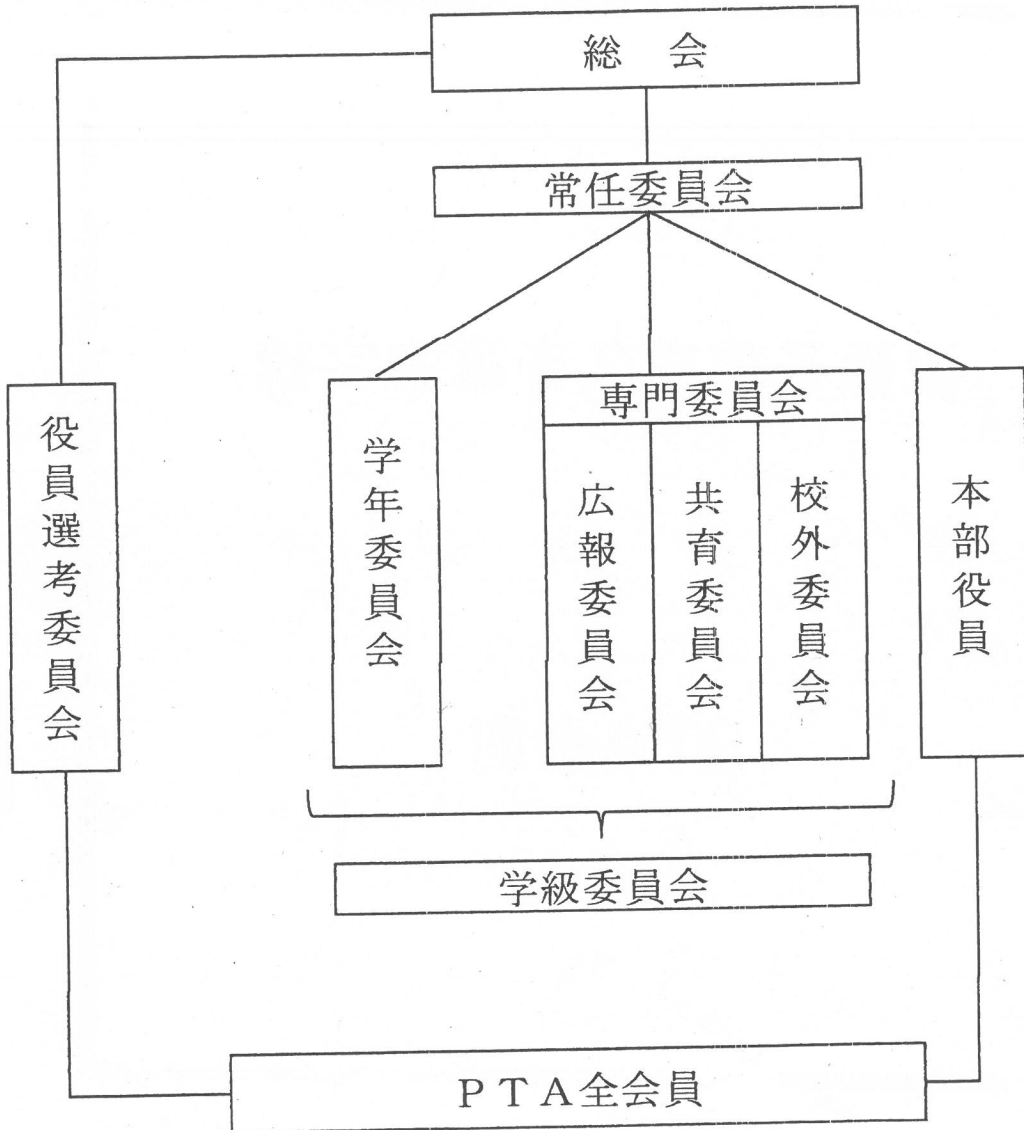 総　会
常任委員会
役員選考委員会
学年委員会
専門委員会
広報委員会
共育委員会
校外委員会
本部役員
学級委員会
ＰＴＡ全会員